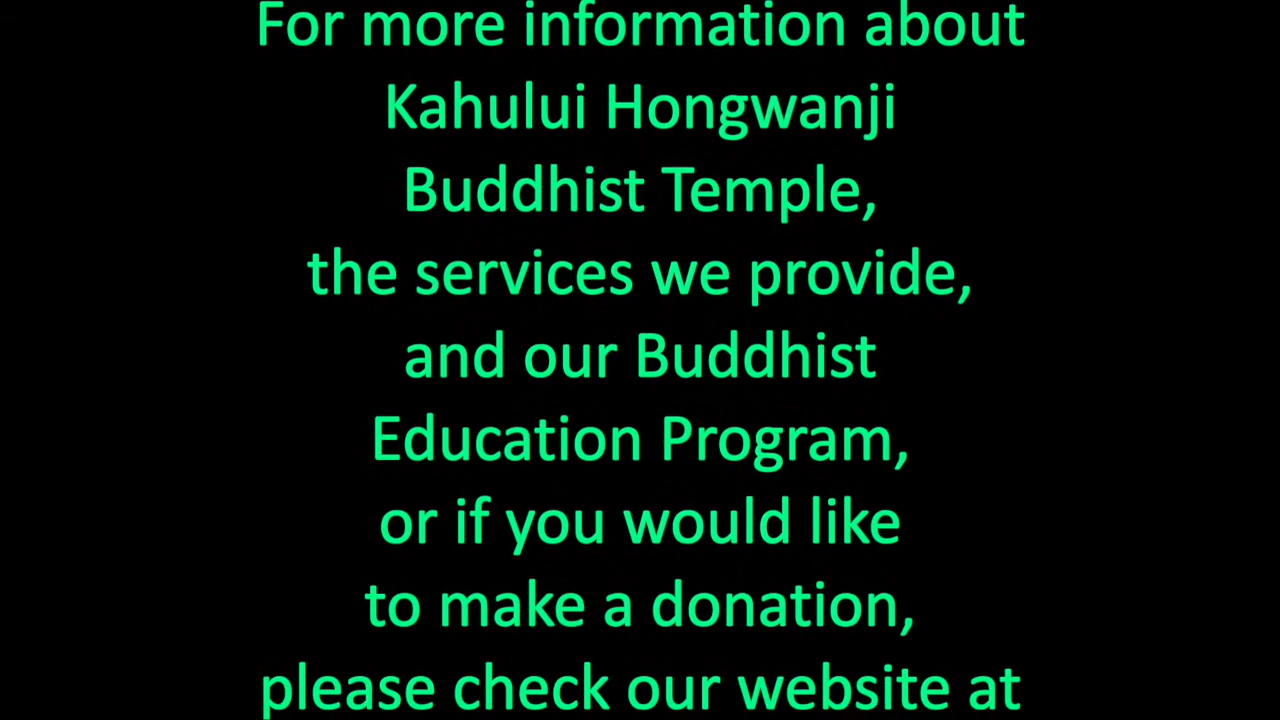 For more information about
Kahului Hongwanji
Buddhist Temple,
the services we provide,
and our Buddhist
Education Program,
or if you would like
to make a donation,
please check our website at